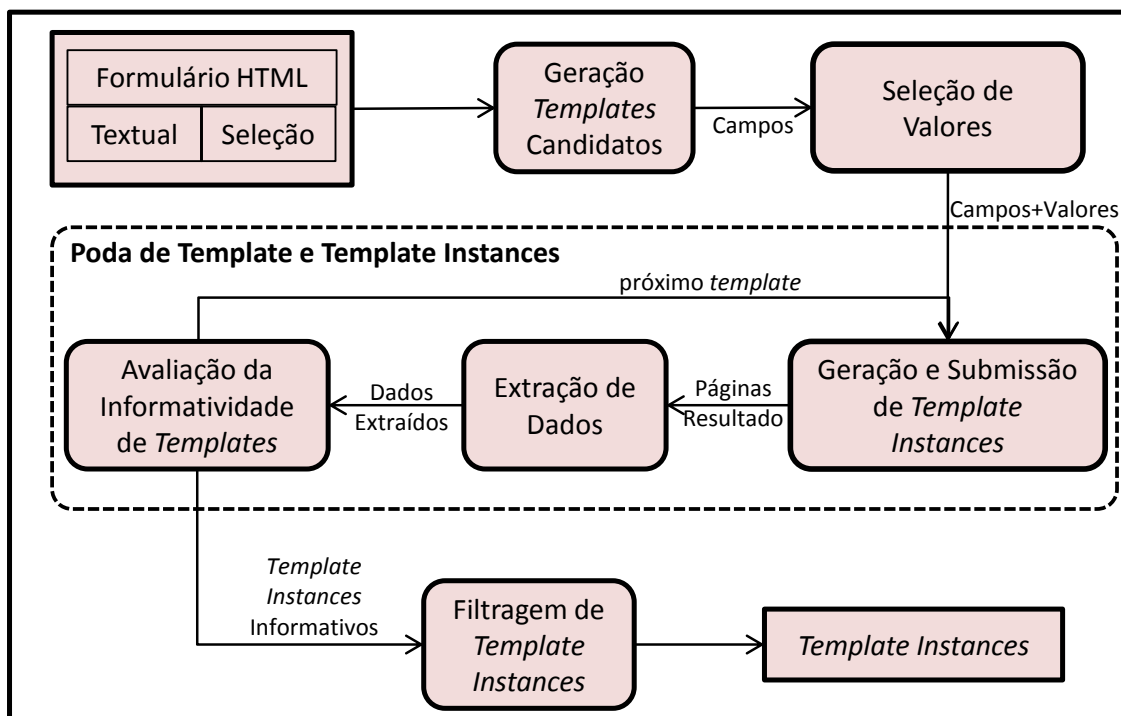 Formulário HTML
Textual
Seleção
Geração
Templates
Candidatos
Campos
Seleção de
Valores
Campos+Valores
Poda de Template e Template Instances
próximo template
Avaliação da
Informatividade
de Templates
Dados
Extraídos
Extração de
Dados
Páginas
Resultado
Geração e Submissão
de Template
Instances
Template
Instances
Informativos
Filtragem de
Template
Instances
Template Instances